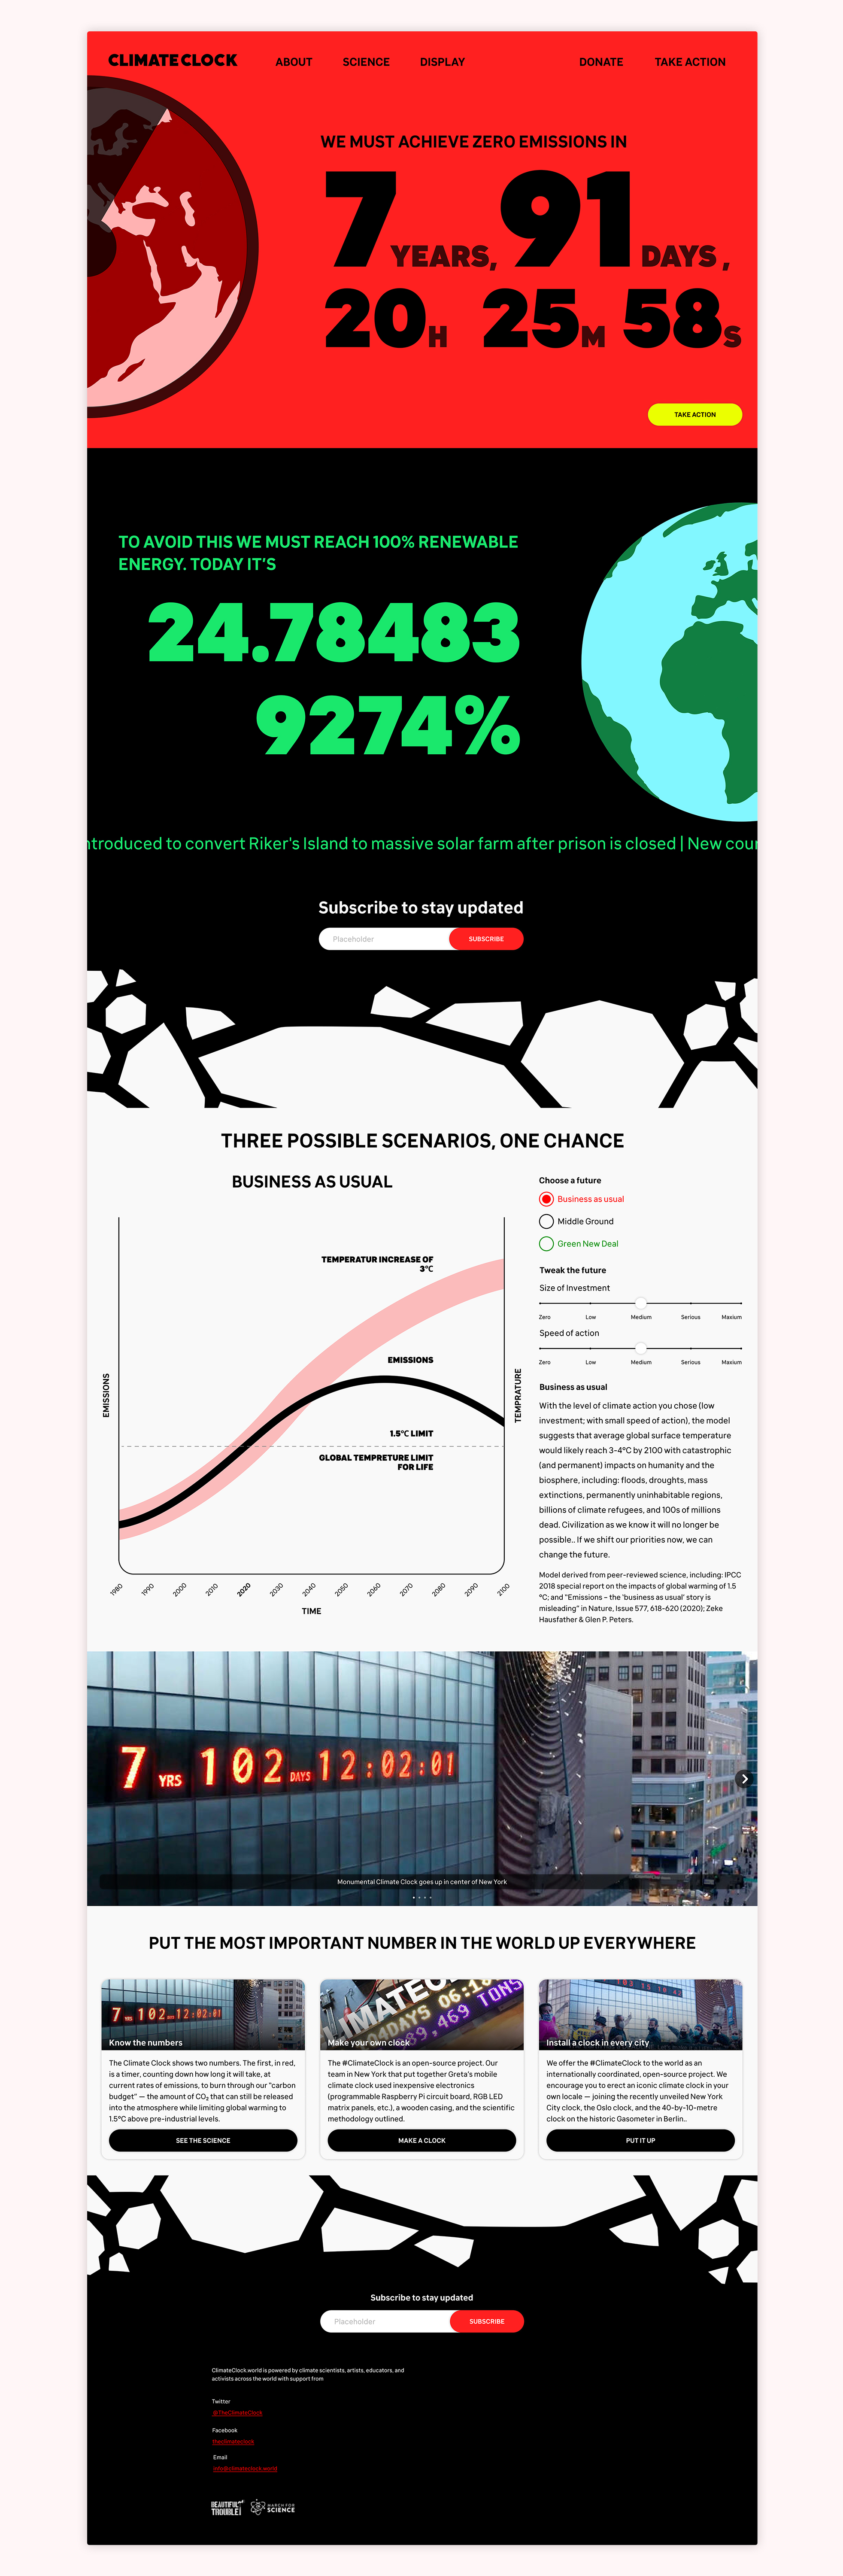 CLIMATE CLOCK
ABOUT
SCIENCE
DISPLAY
DONATE
TAKE ACTION
WE MUST ACHIEVE ZERO EMISSIONS IN
7 YEARS, 91 DAYS,
20H 25M 58S
TAKE ACTION
TO AVOID THIS WE MUST REACH 100% RENEWABLE
ENERGY. TODAY IT'S
24.78483
9274%
ntroduced to convert Riker's Island to massive solar farm after prison is closed | New cour
Subscribe to stay updated
Placeholder
SUBSCRIBE
THREE POSSIBLE SCENARIOS, ONE CHANCE
BUSINESS AS USUAL
TEMPERATUR INCREASE OF
3°C
EMISSIONS
1.5°C LIMIT
GLOBAL TEMPRETURE LIMIT
FOR LIFE
EMISSIONS
TEMPRATURE
1980
1990
2000
2010
2020
2030
2040
2050
2060
2070
2080
2090
2100
TIME
Choose a future
Business as usual
Middle Ground
Green New Deal
Tweak the future
Size of Investment
Zero
Low
Medium
Serious
Maxium
Speed of action
Zero
Low
Medium
Serious
Maxium
Business as usual
With the level of climate action you chose (low
investment; with small speed of action), the model
suggests that average global surface temperature
would likely reach 3-4°C by 2100 with catastrophic
(and permanent) impacts on humanity and the
biosphere, including: floods, droughts, mass
extinctions, permanently uninhabitable regions,
billions of climate refugees, and 100s of millions
dead. Civilization as we know it will no longer be
possible.. If we shift our priorities now, we can
change the future.
Model derived from peer-reviewed science, including: IPCC
2018 special report on the impacts of global warming of 1.5
°C; and "Emissions - the 'business as usual' story is
misleading" in Nature, Issue 577, 618-620 (2020); Zeke
Hausfather & Glen P. Peters.
7 YRS 102 DAYS 12:02:01
Monumental Climate Clock goes up in center of New York
PUT THE MOST IMPORTANT NUMBER IN THE WORLD UP EVERYWHERE
7 YRS 102 DAYS 12:02:01
Know the numbers
The Climate Clock shows two numbers. The first, in red,
is a timer, counting down how long it will take, at
current rates of emissions, to burn through our "carbon
budget" — the amount of CO₂ that can still be released
into the atmosphere while limiting global warming to
1.5°C above pre-industrial levels.
SEE THE SCIENCE
Make your own clock
The #ClimateClock is an open-source project. Our
team in New York that put together Greta's mobile
climate clock used inexpensive electronics
(programmable Raspberry Pi circuit board, RGB LED
matrix panels, etc.), a wooden casing, and the scientific
methodology outlined.
MAKE A CLOCK
Install a clock in every city
We offer the #ClimateClock to the world as an
internationally coordinated, open-source project. We
encourage you to erect an iconic climate clock in your
own locale — joining the recently unveiled New York
City clock, the Oslo clock, and the 40-by-10-metre
clock on the historic Gasometer in Berlin..
PUT IT UP
Subscribe to stay updated
Placeholder
SUBSCRIBE
ClimateClock.world is powered by climate scientists, artists, educators, and
activists across the world with support from
Twitter
@TheClimateClock
Facebook
theclimateclock
Email
info@climateclock.world
BEAUTIFUL
TROUBLE
MARCH FOR
SCIENCE